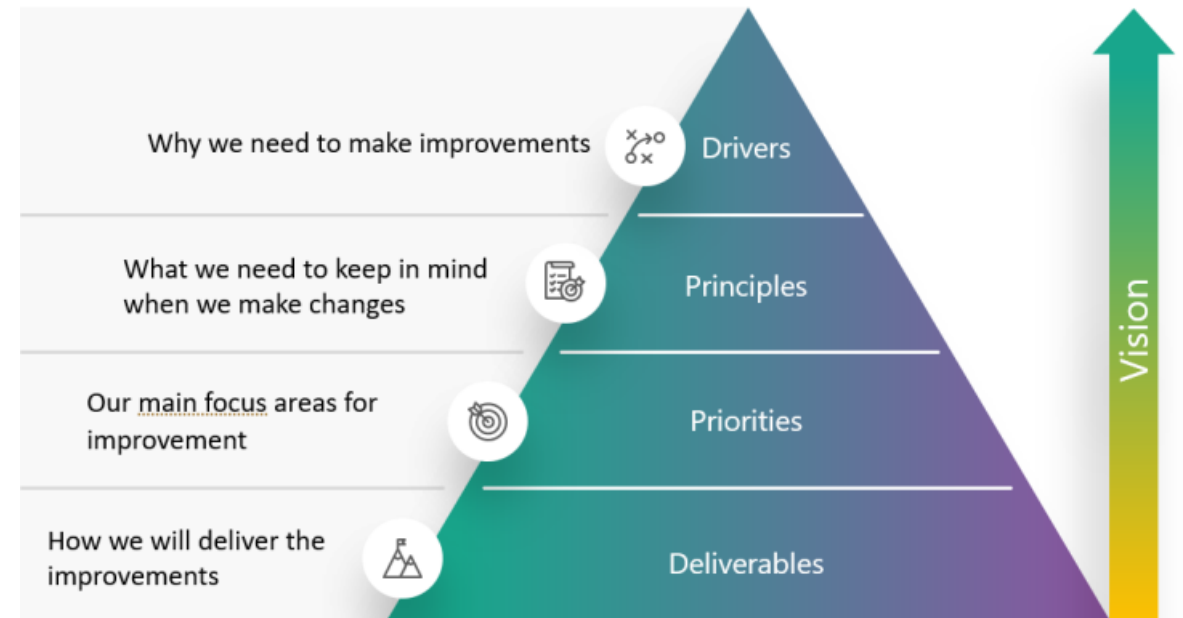 Why we need to make improvements
Drivers
What we need to keep in mind
when we make changes
Principles
Our main focus areas for
improvement
Priorities
How we will deliver the
improvements
Deliverables
Vision